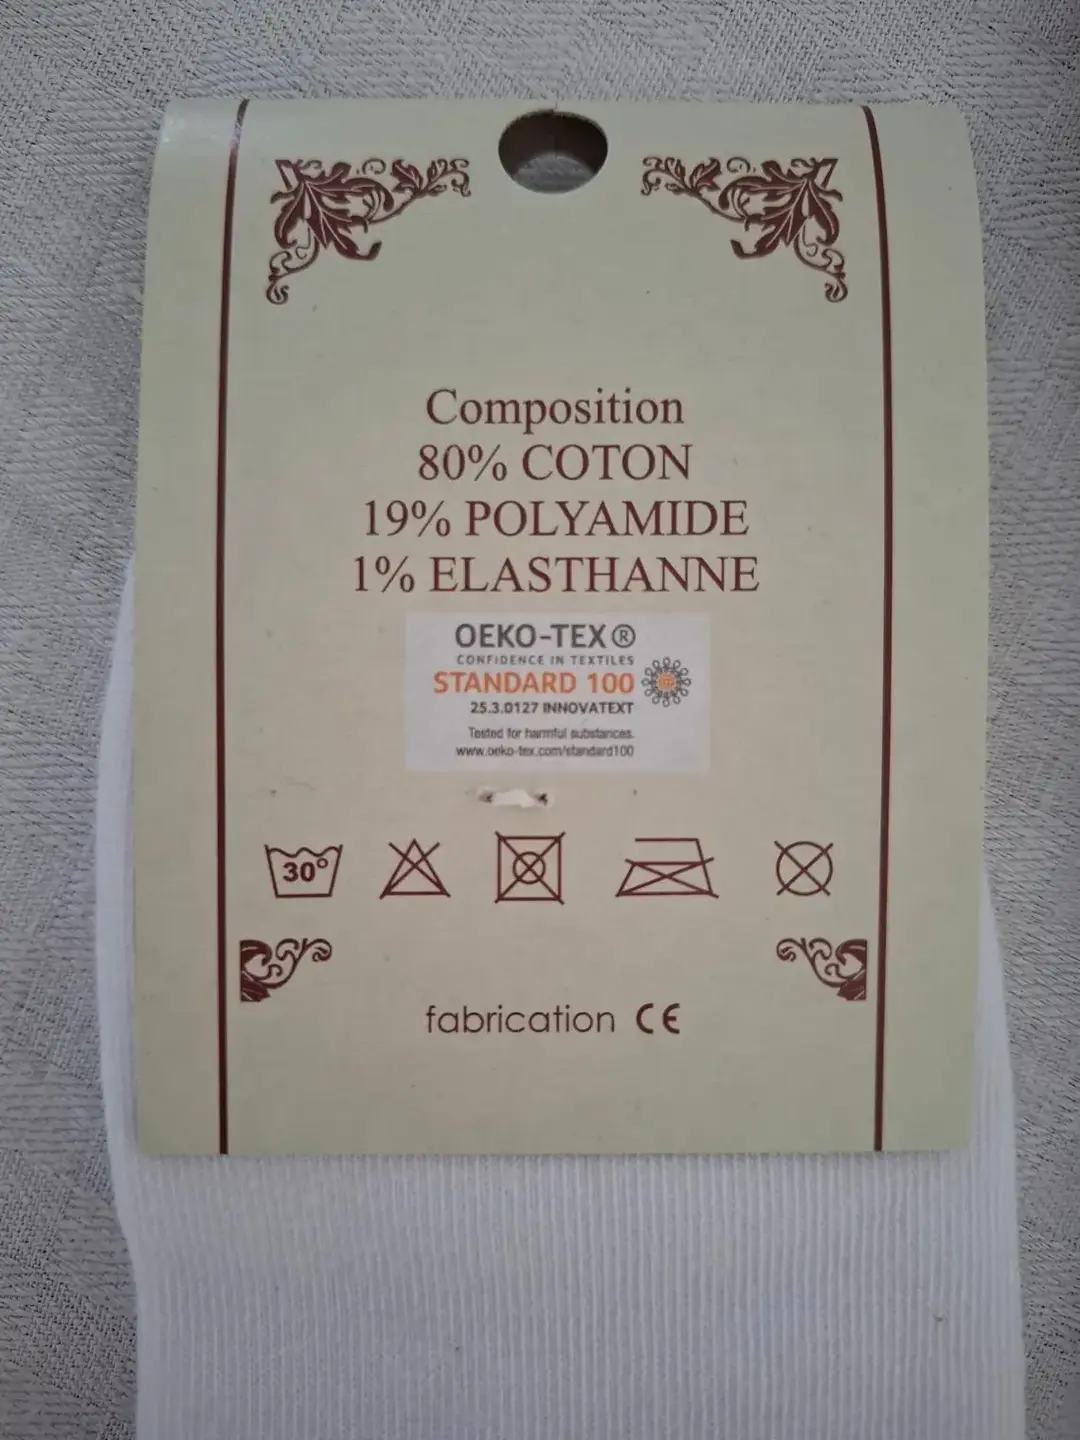 Composition
80% COTON
19% POLYAMIDE
1% ELASTHANNE
OEKO-TEX®
CONFIDENCE IN TEXTILES
STANDARD 100
25.3.0127 INNOVATEXT
Tested for harmful substances.
www.oeko-tex.com/standard100
30°
fabrication CE